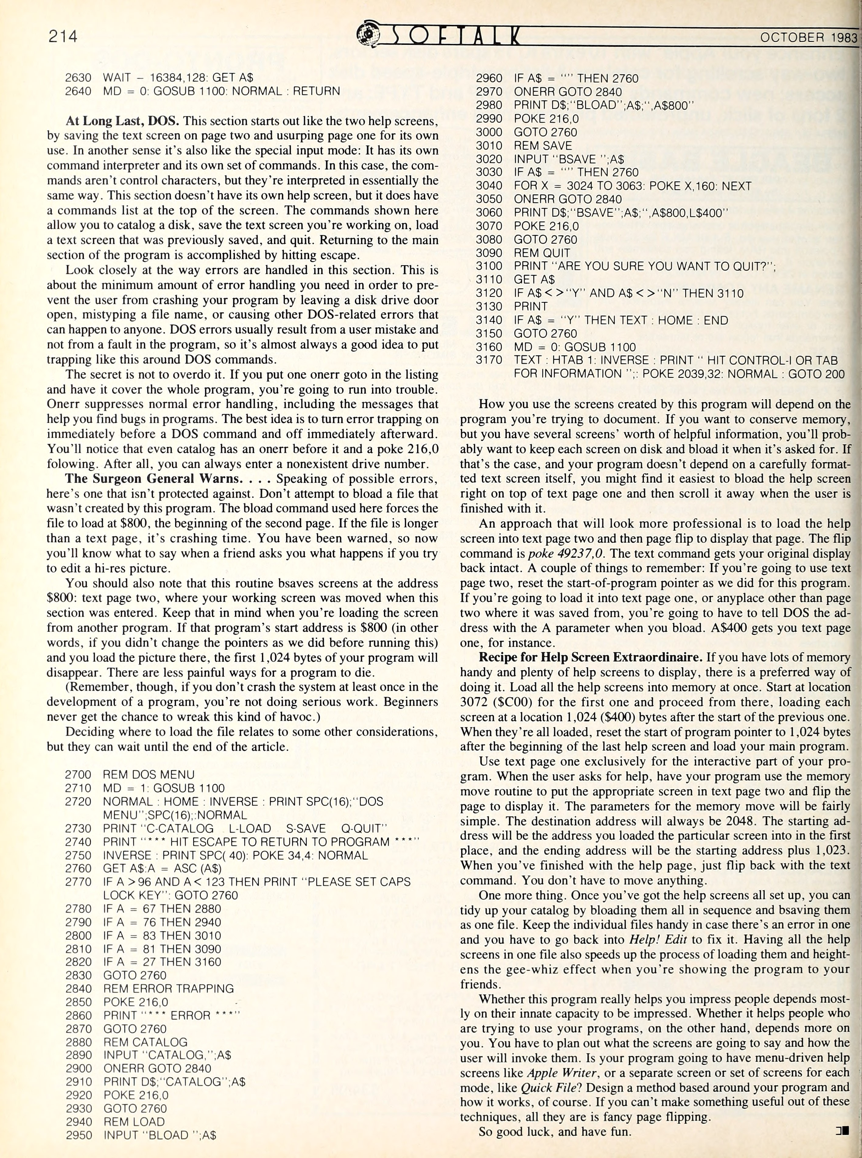 214
SOFTALK
OCTOBER 1983
2630 WAIT – 16384,128: GET A$
2640 MD = 0: GOSUB 1100: NORMAL : RETURN
At Long Last, DOS. This section starts out like the two help screens,
by saving the text screen on page two and usurping page one for its own
use. In another sense it's also like the special input mode: It has its own
command interpreter and its own set of commands. In this case, the com-
mands aren't control characters, but they're interpreted in essentially the
same way. This section doesn't have its own help screen, but it does have
a commands list at the top of the screen. The commands shown here
allow you to catalog a disk, save the text screen you're working on, load
a text screen that was previously saved, and quit. Returning to the main
section of the program is accomplished by hitting escape.
Look closely at the way errors are handled in this section. This is
about the minimum amount of error handling you need in order to pre-
vent the user from crashing your program by leaving a disk drive door
open, mistyping a file name, or causing other DOS-related errors that
can happen to anyone. DOS errors usually result from a user mistake and
not from a fault in the program, so it's almost always a good idea to put
trapping like this around DOS commands.
The secret is not to overdo it. If you put one onerr goto in the listing
and have it cover the whole program, you're going to run into trouble.
Onerr suppresses normal error handling, including the messages that
help you find bugs in programs. The best idea is to turn error trapping on
immediately before a DOS command and off immediately afterward.
You'll notice that even catalog has an onerr before it and a poke 216,0
folowing. After all, you can always enter a nonexistent drive number.
The Surgeon General Warns. . . . Speaking of possible errors,
here's one that isn't protected against. Don't attempt to bload a file that
wasn't created by this program. The bload command used here forces the
file to load at $800, the beginning of the second page. If the file is longer
than a text page, it's crashing time. You have been warned, so now
you'll know what to say when a friend asks you what happens if you try
to edit a hi-res picture.
You should also note that this routine bsaves screens at the address
$800: text page two, where your working screen was moved when this
section was entered. Keep that in mind when you're loading the screen
from another program. If that program's start address is $800 (in other
words, if you didn't change the pointers as we did before running this)
and you load the picture there, the first 1,024 bytes of your program will
disappear. There are less painful ways for a program to die.
(Remember, though, if you don't crash the system at least once in the
development of a program, you're not doing serious work. Beginners
never get the chance to wreak this kind of havoc.)
Deciding where to load the file relates to some other considerations,
but they can wait until the end of the article.
2700 REM DOS MENU
2710 MD = 1: GOSUB 1100
2720 NORMAL : HOME : INVERSE : PRINT SPC(16);"DOS
MENU";SPC(16);:NORMAL
2730 PRINT "C-CATALOG L-LOAD S-SAVE Q-QUIT"
2740 PRINT "*** HIT ESCAPE TO RETURN TO PROGRAM ***"
2750 INVERSE : PRINT SPC( 40): POKE 34,4: NORMAL
2760 GET A$:A = ASC (A$)
2770 IF A > 96 AND A < 123 THEN PRINT "PLEASE SET CAPS
LOCK KEY": GOTO 2760
2780 IF A = 67 THEN 2880
2790 IF A = 76 THEN 2940
2800 IF A = 83 THEN 3010
2810 IF A = 81 THEN 3090
2820 IF A = 27 THEN 3160
2830 GOTO 2760
2840 REM ERROR TRAPPING
2850 POKE 216,0
2860 PRINT "*** ERROR ***"
2870 GOTO 2760
2880 REM CATALOG
2890 INPUT "CATALOG,";A$
2900 ONERR GOTO 2840
2910 PRINT D$;"CATALOG";A$
2920 POKE 216,0
2930 GOTO 2760
2940 REM LOAD
2950 INPUT "BLOAD ";A$
2960 IF A$ = "" THEN 2760
2970 ONERR GOTO 2840
2980 PRINT D$;"BLOAD";A$;",A$800"
2990 POKE 216,0
3000 GOTO 2760
3010 REM SAVE
3020 INPUT "BSAVE ";A$
3030 IF A$ = "" THEN 2760
3040 FOR X = 3024 TO 3063: POKE X,160: NEXT
3050 ONERR GOTO 2840
3060 PRINT D$;"BSAVE";A$;",A$800,L$400"
3070 POKE 216,0
3080 GOTO 2760
3090 REM QUIT
3100 PRINT "ARE YOU SURE YOU WANT TO QUIT?";
3110 GET A$
3120 IF A$ < > "Y" AND A$ < > "N" THEN 3110
3130 PRINT
3140 IF A$ = "Y" THEN TEXT : HOME : END
3150 GOTO 2760
3160 MD = 0: GOSUB 1100
3170 TEXT : HTAB 1: INVERSE : PRINT " HIT CONTROL-I OR TAB
FOR INFORMATION ";: POKE 2039,32: NORMAL : GOTO 200
How you use the screens created by this program will depend on the
program you're trying to document. If you want to conserve memory,
but you have several screens' worth of helpful information, you'll prob-
ably want to keep each screen on disk and bload it when it's asked for. If
that's the case, and your program doesn't depend on a carefully format-
ted text screen itself, you might find it easiest to bload the help screen
right on top of text page one and then scroll it away when the user is
finished with it.
An approach that will look more professional is to load the help
screen into text page two and then page flip to display that page. The flip
command is poke 49237,0. The text command gets your original display
back intact. A couple of things to remember: If you're going to use text
page two, reset the start-of-program pointer as we did for this program.
If you're going to load it into text page one, or anyplace other than page
two where it was saved from, you're going to have to tell DOS the ad-
dress with the A parameter when you bload. A$400 gets you text page
one, for instance.
Recipe for Help Screen Extraordinaire. If you have lots of memory
handy and plenty of help screens to display, there is a preferred way of
doing it. Load all the help screens into memory at once. Start at location
3072 ($C00) for the first one and proceed from there, loading each
screen at a location 1,024 ($400) bytes after the start of the previous one.
When they're all loaded, reset the start of program pointer to 1,024 bytes
after the beginning of the last help screen and load your main program.
Use text page one exclusively for the interactive part of your pro-
gram. When the user asks for help, have your program use the memory
move routine to put the appropriate screen in text page two and flip the
page to display it. The parameters for the memory move will be fairly
simple. The destination address will always be 2048. The starting ad-
dress will be the address you loaded the particular screen into in the first
place, and the ending address will be the starting address plus 1,023.
When you've finished with the help page, just flip back with the text
command. You don't have to move anything.
One more thing. Once you've got the help screens all set up, you can
tidy up your catalog by bloading them all in sequence and bsaving them
as one file. Keep the individual files handy in case there's an error in one
and you have to go back into Help! Edit to fix it. Having all the help
screens in one file also speeds up the process of loading them and height-
ens the gee-whiz effect when you're showing the program to your
friends.
Whether this program really helps you impress people depends most-
ly on their innate capacity to be impressed. Whether it helps people who
are trying to use your programs, on the other hand, depends more on
you. You have to plan out what the screens are going to say and how the
user will invoke them. Is your program going to have menu-driven help
screens like Apple Writer, or a separate screen or set of screens for each
mode, like Quick File? Design a method based around your program and
how it works, of course. If you can't make something useful out of these
techniques, all they are is fancy page flipping.
So good luck, and have fun.